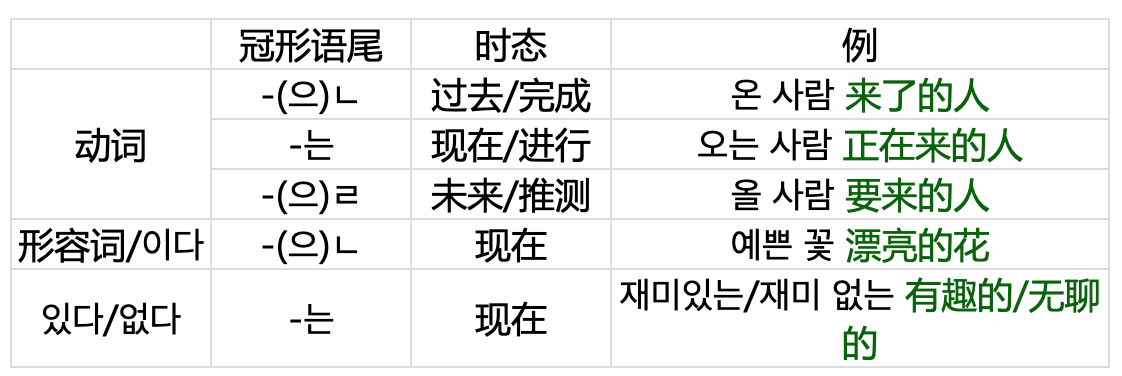 冠形语尾 时态 例
动词
-(으)ㄴ 过去/完成 온 사람 来了的人
-는 现在/进行 오는 사람 正在来的人
-(으)ㄹ 未来/推测 올 사람 要来的人
形容词/이다 -(으)ㄴ 现在 예쁜 꽃 漂亮的花
있다/없다 -는 现在 재미있는/재미 없는 有趣的/无聊
的